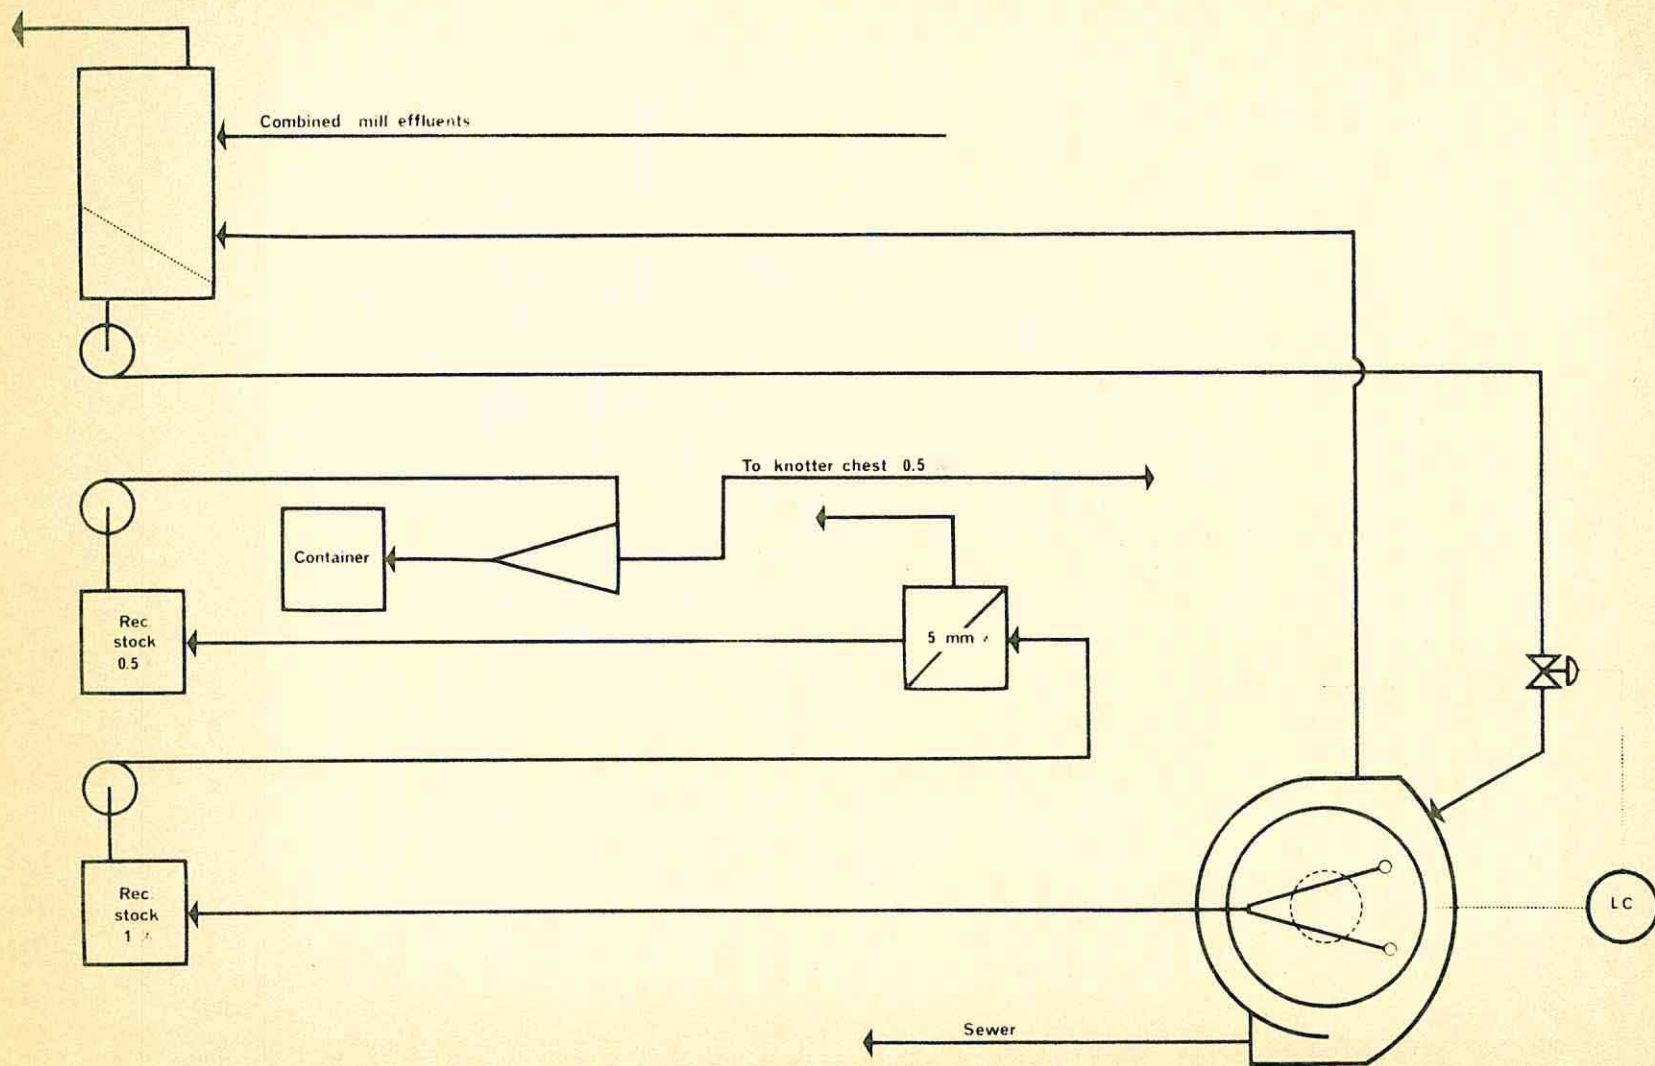 Combined mill effluents
To knotter chest 0.5
Container
Rec.
stock
0.5
5 mm
Rec.
stock
1 %
LC
Sewer